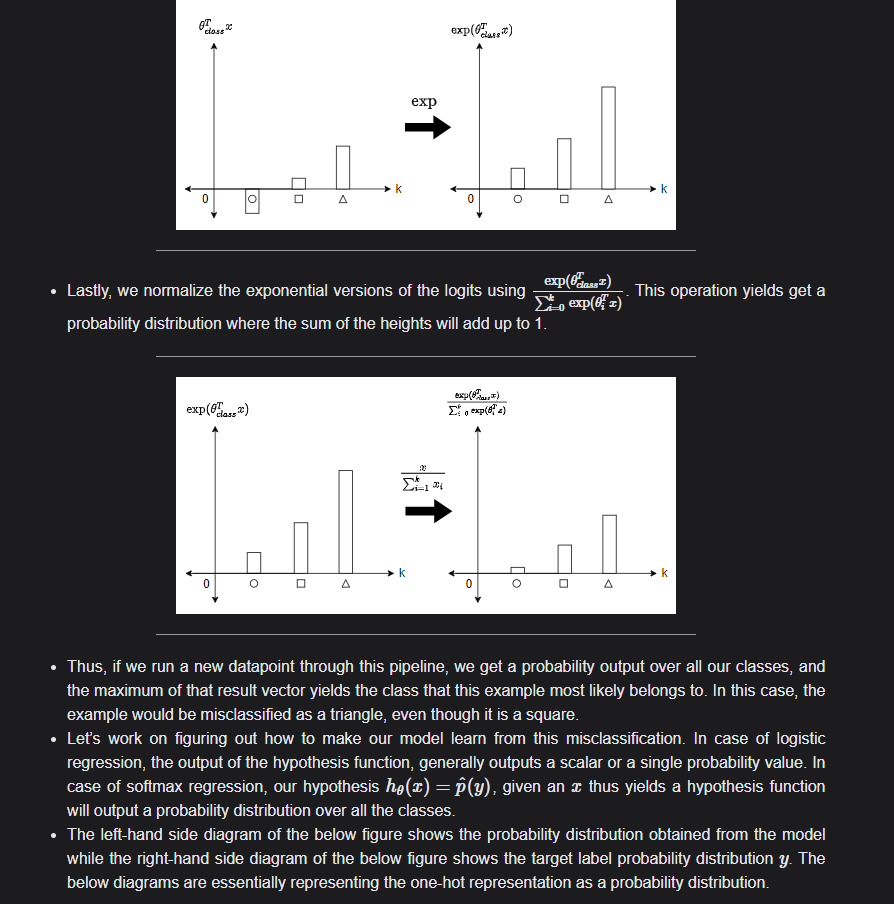 θ^T_class x
exp(θ^T_class x)
exp
k
k
0
0
○ □ △
○ □ △
• Lastly, we normalize the exponential versions of the logits using exp(θ^T_class x) / ∑^k_{i=0} exp(θ^T_i x). This operation yields get a
probability distribution where the sum of the heights will add up to 1.
exp(θ^T_class x)
exp(θ^T_class x) / ∑^k_{i=0} exp(θ^T_i x)
x / ∑^k_{i=1} x_i
k
k
0
0
○ □ △
○ □ △
• Thus, if we run a new datapoint through this pipeline, we get a probability output over all our classes, and
the maximum of that result vector yields the class that this example most likely belongs to. In this case, the
example would be misclassified as a triangle, even though it is a square.
• Let's work on figuring out how to make our model learn from this misclassification. In case of logistic
regression, the output of the hypothesis function, generally outputs a scalar or a single probability value. In
case of softmax regression, our hypothesis h_θ(x) = p̂(y), given an x thus yields a hypothesis function
will output a probability distribution over all the classes.
• The left-hand side diagram of the below figure shows the probability distribution obtained from the model
while the right-hand side diagram of the below figure shows the target label probability distribution y. The
below diagrams are essentially representing the one-hot representation as a probability distribution.